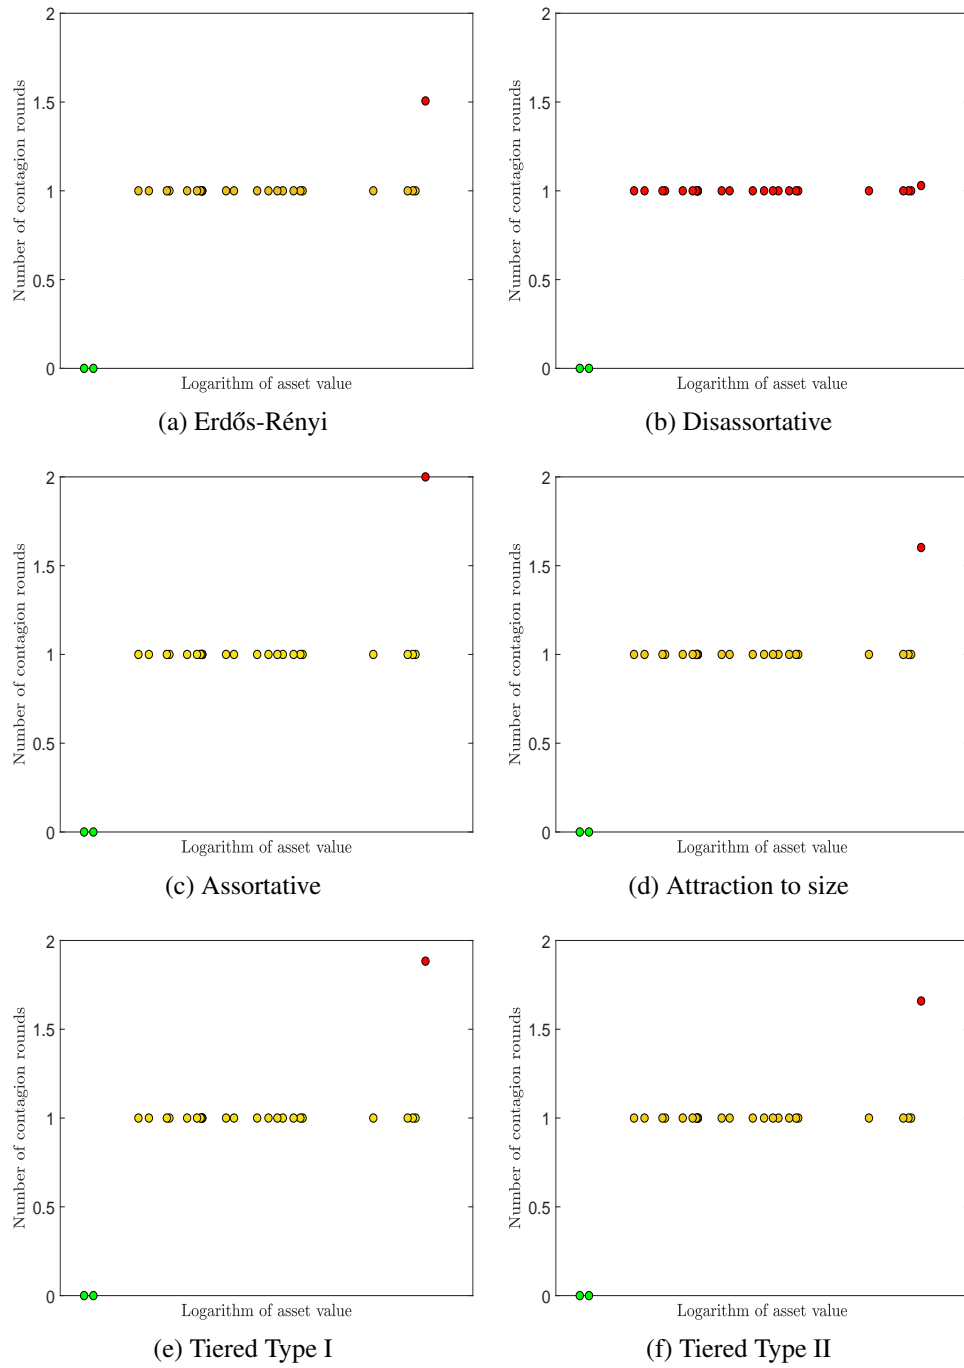 2
1.5
1
0.5
0
Number of contagion rounds
Logarithm of asset value
(a) Erdős-Rényi
2
1.5
1
0.5
0
Number of contagion rounds
Logarithm of asset value
(b) Disassortative
2
1.5
1
0.5
0
Number of contagion rounds
Logarithm of asset value
(c) Assortative
2
1.5
1
0.5
0
Number of contagion rounds
Logarithm of asset value
(d) Attraction to size
2
1.5
1
0.5
0
Number of contagion rounds
Logarithm of asset value
(e) Tiered Type I
2
1.5
1
0.5
0
Number of contagion rounds
Logarithm of asset value
(f) Tiered Type II